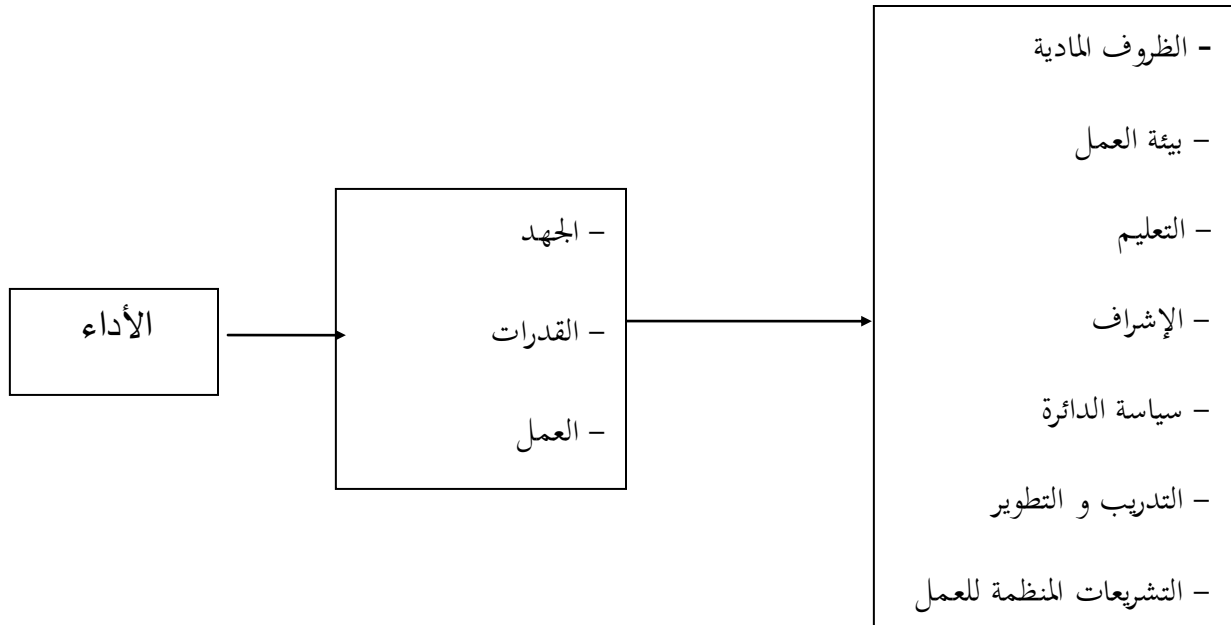 - الظروف المادية
– بيئة العمل
– التعليم
– الإشراف
– سياسة الدائرة
– التدريب و التطوير
– التشريعات المنظمة للعمل
– الجهد
– القدرات
– العمل
الأداء